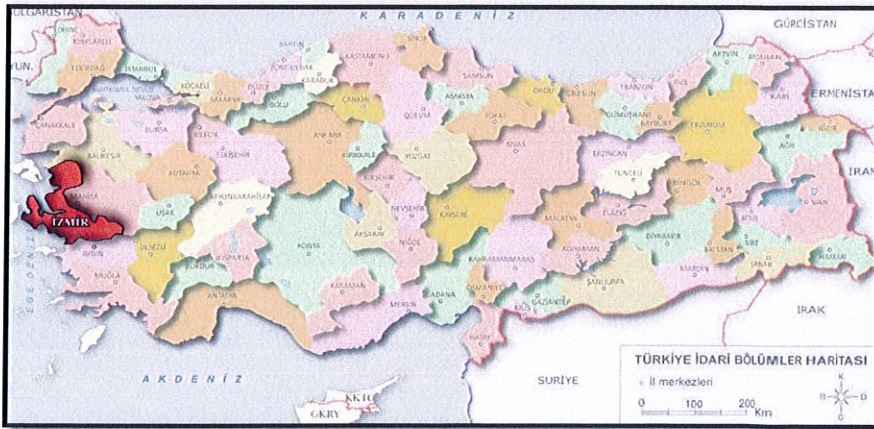 BULGARİSTAN
KARADENİZ
GÜRCİSTAN
ERMENİSTA
İRAN
IRAK
SURİYE
AKDENİZ
EGE DENİZ
YUN.
EDİRNE
KIRKLARELİ
TEKİRDAĞ
İSTANBUL
KOCAELİ
YALOVA
SAKARYA
DÜZCE
ZONGULDAK
BARTIN
KARABÜK
KASTAMONU
SİNOP
SAMSUN
ORDU
GİRESUN
TRABZON
RİZE
ARTVİN
ARDAHAN
KARS
IĞDIR
AĞRI
ERZURUM
BAYBURT
GÜMÜŞHANE
ERZİNCAN
TUNCELİ
BİNGÖL
MUŞ
BİTLİS
VAN
HAKKARİ
ŞIRNAK
SİİRT
BATMAN
MARDİN
DİYARBAKIR
ELAZIĞ
MALATYA
ADIYAMAN
ŞANLIURFA
GAZİANTEP
KİLİS
HATAY
OSMANİYE
KAHRAMANMARAŞ
ADANA
MERSİN
KARAMAN
NİĞDE
AKSARAY
NEVŞEHİR
KAYSERİ
SİVAS
TOKAT
AMASYA
ÇORUM
YOZGAT
KIRŞEHİR
KIRIKKALE
ÇANKIRI
ANKARA
BOLU
ESKİŞEHİR
BİLECİK
BURSA
ÇANAKKALE
BALIKESİR
KÜTAHYA
MANİSA
UŞAK
AFYONKARAHİSAR
KONYA
İZMİR
AYDIN
DENİZLİ
MUĞLA
BURDUR
ISPARTA
ANTALYA
KKTC
GKRY
TÜRKİYE İDARİ BÖLÜMLER HARİTASI
İl merkezleri
0 100 200
Km
K
B D
G